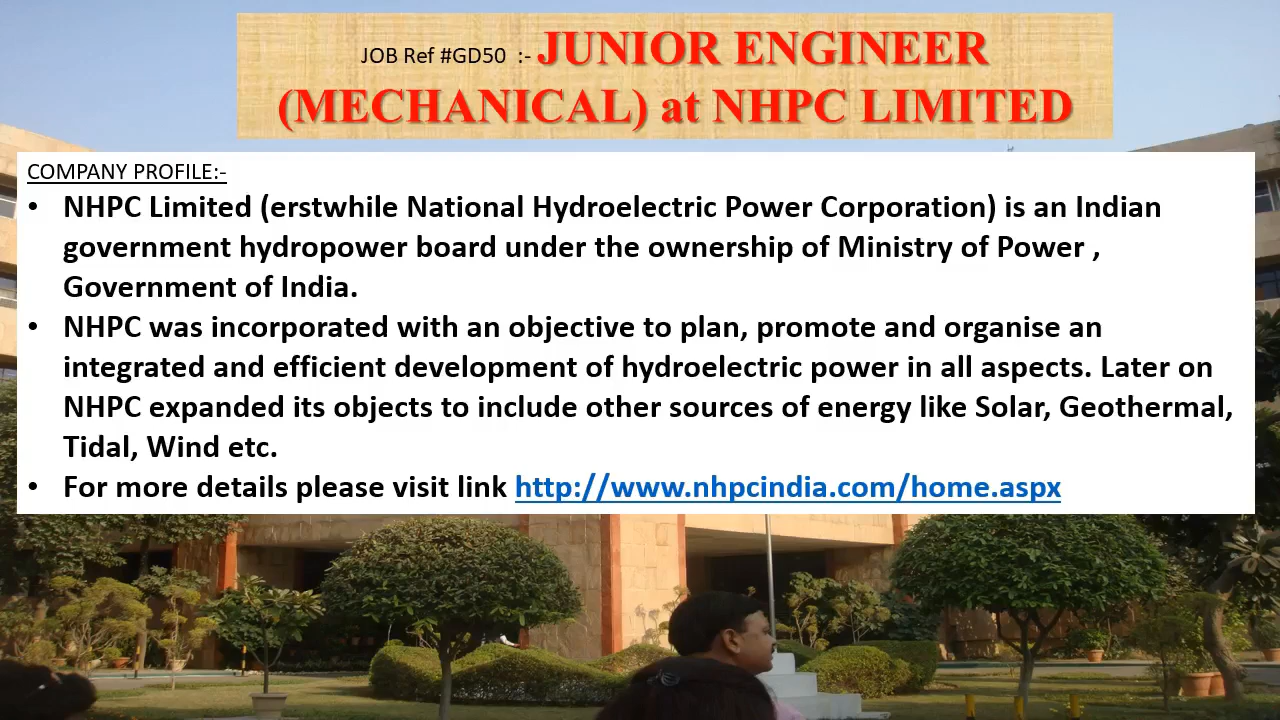 JOB Ref #GD50 :- JUNIOR ENGINEER
(MECHANICAL) at NHPC LIMITED
COMPANY PROFILE:-
• NHPC Limited (erstwhile National Hydroelectric Power Corporation) is an Indian
government hydropower board under the ownership of Ministry of Power ,
Government of India.
• NHPC was incorporated with an objective to plan, promote and organise an
integrated and efficient development of hydroelectric power in all aspects. Later on
NHPC expanded its objects to include other sources of energy like Solar, Geothermal,
Tidal, Wind etc.
• For more details please visit link http://www.nhpcindia.com/home.aspx